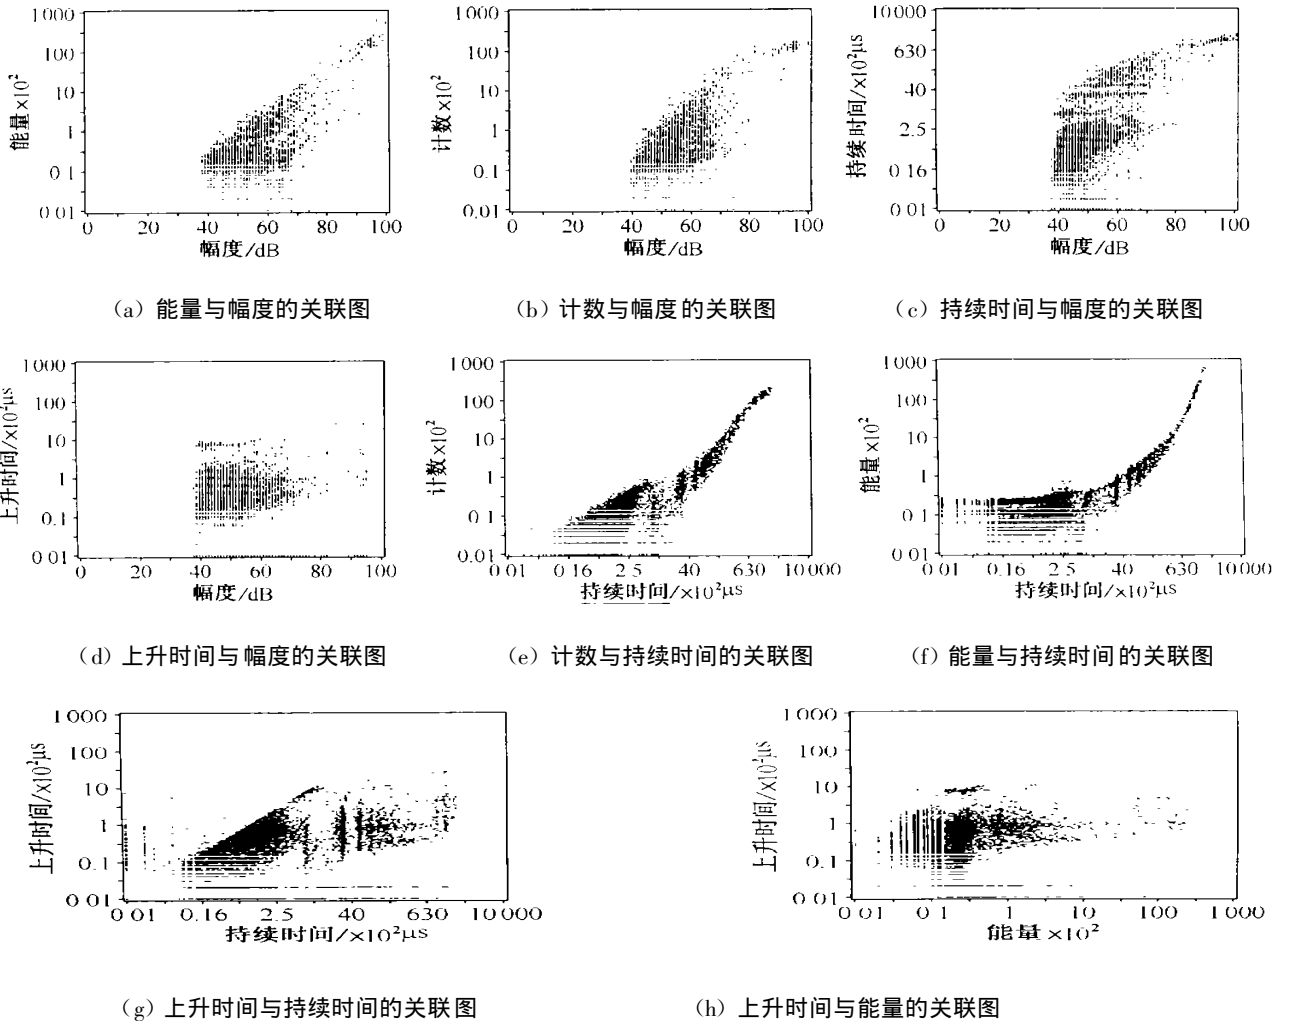 1000 100 10 1 0.1 0.01
能量×10²
0 20 40 60 80 100
幅度/dB
(a) 能量与幅度的关联图
1000 100 10 1 0.1 0.01
计数×10²
0 20 40 60 80 100
幅度/dB
(b) 计数与幅度的关联图
10000 630 40 2.5 0.16 0.01
持续时间/×10²μs
0 20 40 60 80 100
幅度/dB
(c) 持续时间与幅度的关联图
1000 100 10 1 0.1 0.01
上升时间/×10²μs
0 20 40 60 80 100
幅度/dB
(d) 上升时间与幅度的关联图
1000 100 10 1 0.1 0.01
计数×10²
0.01 0.16 2.5 40 630 10000
持续时间/×10²μs
(e) 计数与持续时间的关联图
1000 100 10 1 0.1 0.01
能量×10²
0.01 0.16 2.5 40 630 10000
持续时间/×10²μs
(f) 能量与持续时间的关联图
1000 100 10 1 0.1 0.01
上升时间/×10²μs
0.01 0.16 2.5 40 630 10000
持续时间/×10²μs
(g) 上升时间与持续时间的关联图
1000 100 10 1 0.1 0.01
上升时间/×10²μs
0.01 0.1 1 10 100 1000
能量×10²
(h) 上升时间与能量的关联图